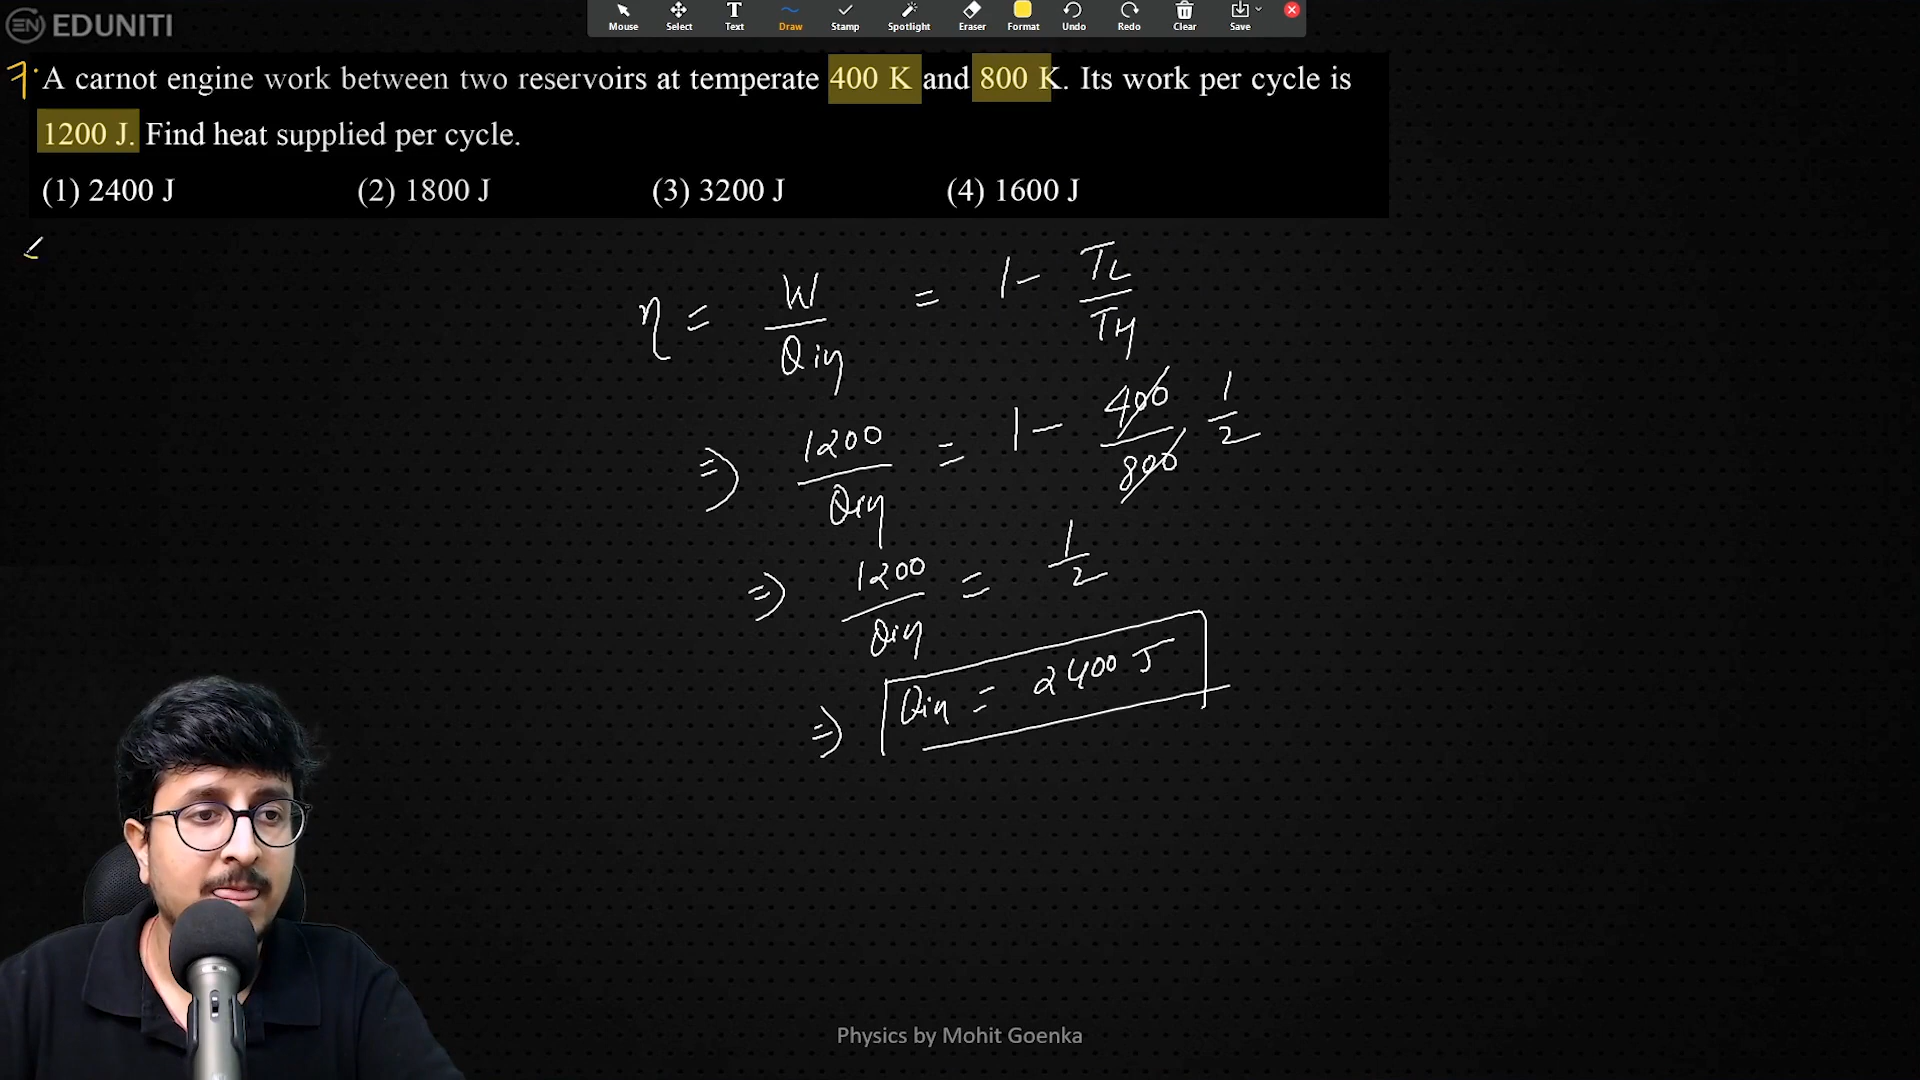 EN EDUNITI
Mouse Select Text Draw Stamp Spotlight Eraser Format Undo Redo Clear Save
7. A carnot engine work between two reservoirs at temperate 400 K and 800 K. Its work per cycle is
1200 J. Find heat supplied per cycle.
(1) 2400 J (2) 1800 J (3) 3200 J (4) 1600 J
η = W/Qin = 1 - TL/TH
⇒ 1200/Qin = 1 - 400/800 1/2
⇒ 1200/Qin = 1/2
⇒ Qin = 2400 J
Physics by Mohit Goenka